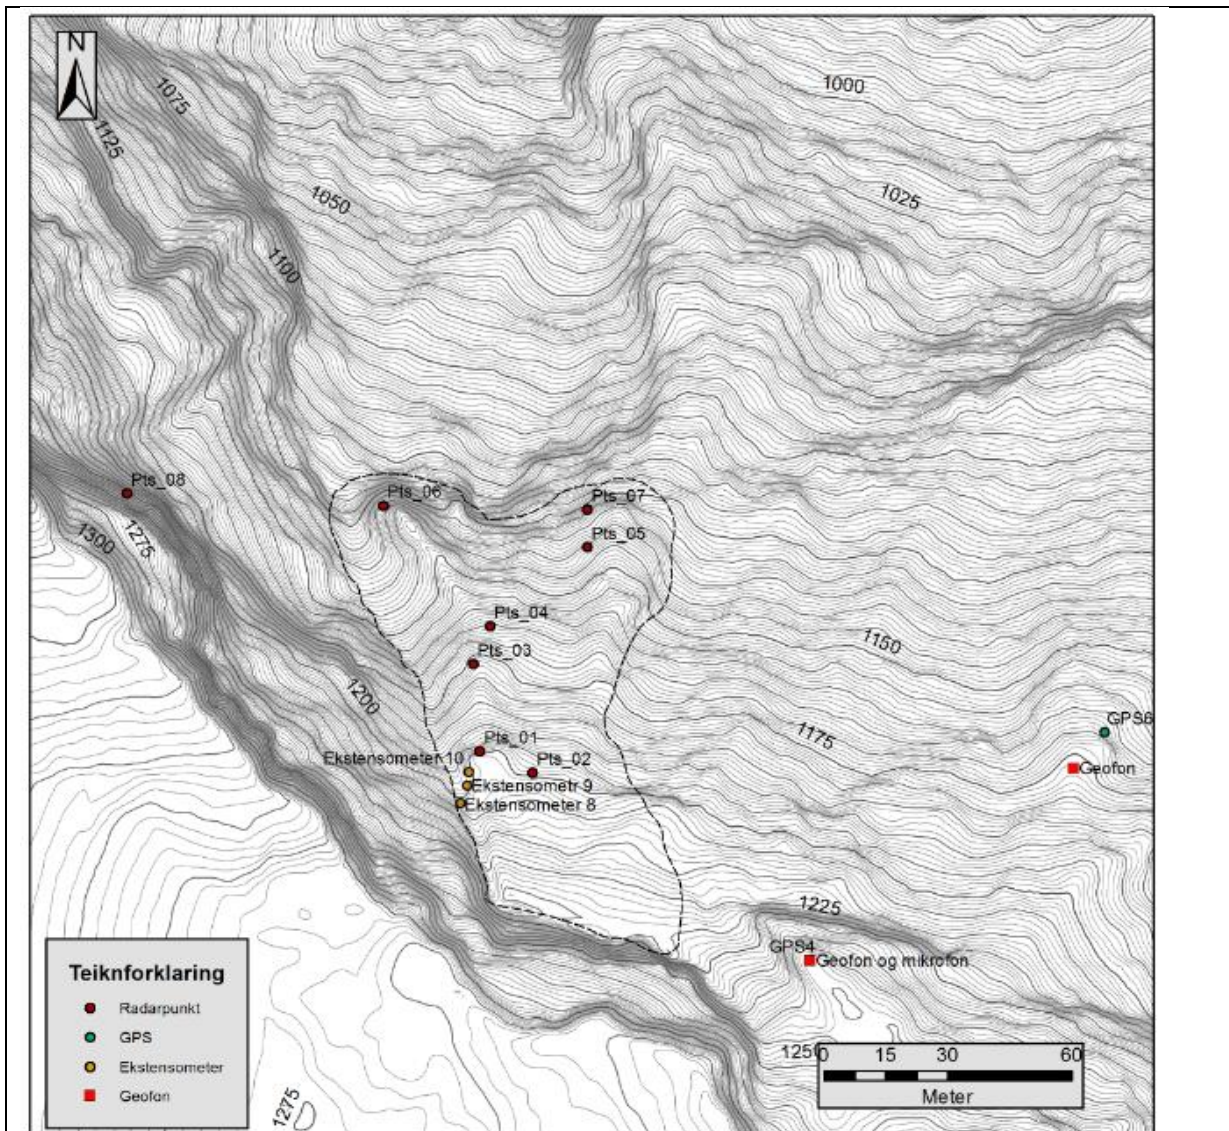 N
1000
1075
1125
1050
1025
1100
Pts_08
Pts_06
Pts_07
1275
1300
Pts_05
Pts_04
1150
Pts_03
1200
GPS6
1175
Pts_01
Ekstensometer 10
Pts_02
Geofon
Ekstensometr 9
Ekstensometer 8
1225
GPS4
Geofon og mikrofon
Teiknforklaring
Radarpunkt
GPS
Ekstensometer
Geofon
1250
0 15 30 60
Meter
1275